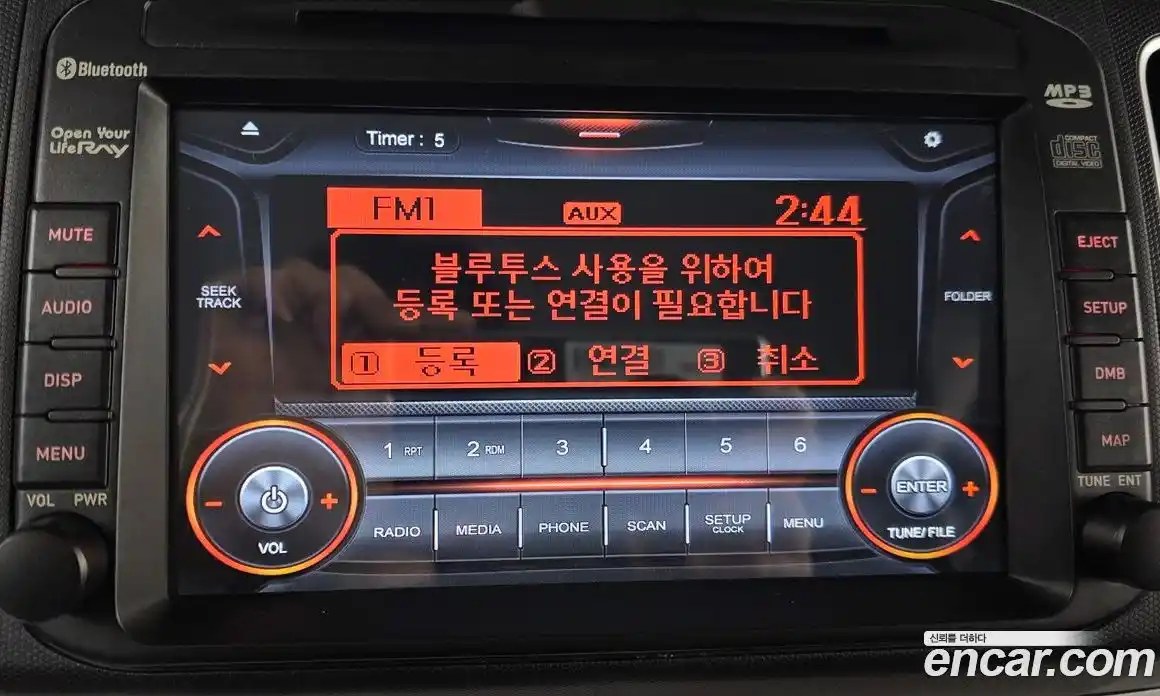 Bluetooth
Open Your
Life Ray
MP3
COMPACT
disc
DIGITAL VIDEO
Timer : 5
FM1
AUX
2:44
블루투스 사용을 위하여
등록 또는 연결이 필요합니다
① 등록 ② 연결 ③ 취소
MUTE
AUDIO
DISP
MENU
VOL PWR
SEEK
TRACK
FOLDER
EJECT
SETUP
DMB
MAP
TUNE ENT
1 RPT
2 RDM
3
4
5
6
- +
VOL
RADIO
MEDIA
PHONE
SCAN
SETUP
CLOCK
MENU
- ENTER +
TUNE/ FILE
신뢰를 더하다
encar.com